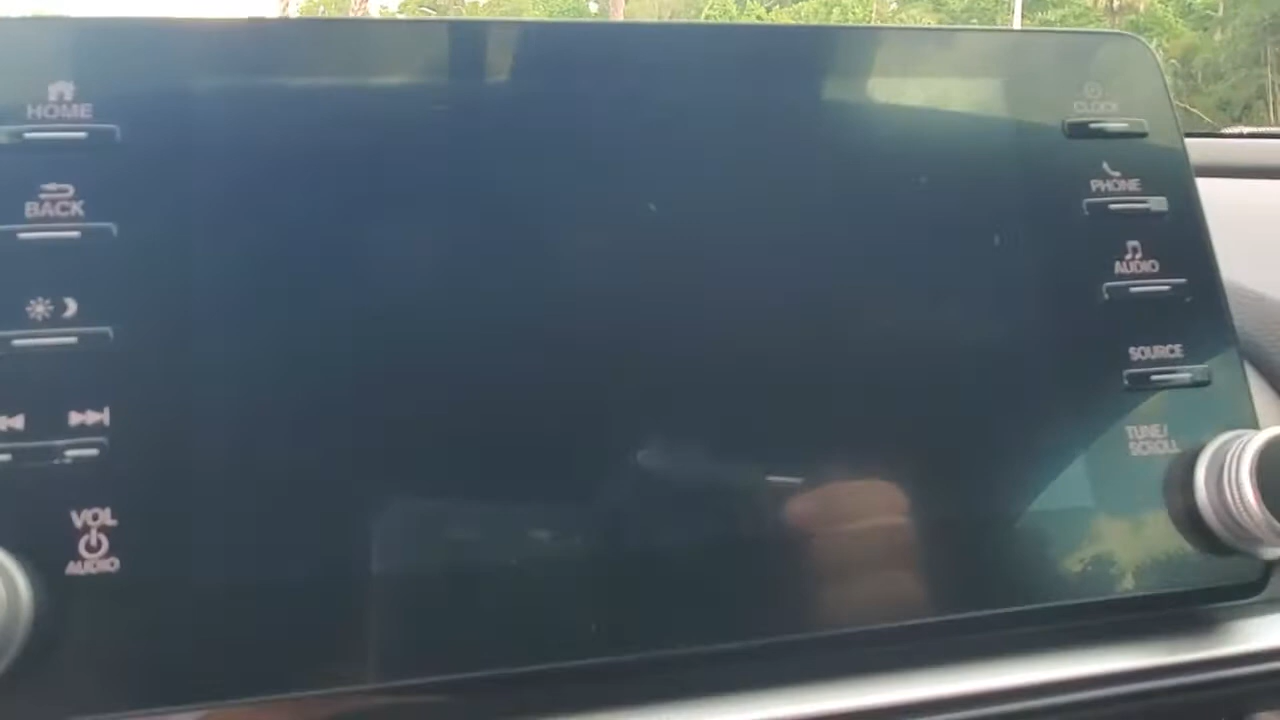 HOME
BACK
VOL
AUDIO
CLOCK
PHONE
AUDIO
SOURCE
TUNE/
SCROLL